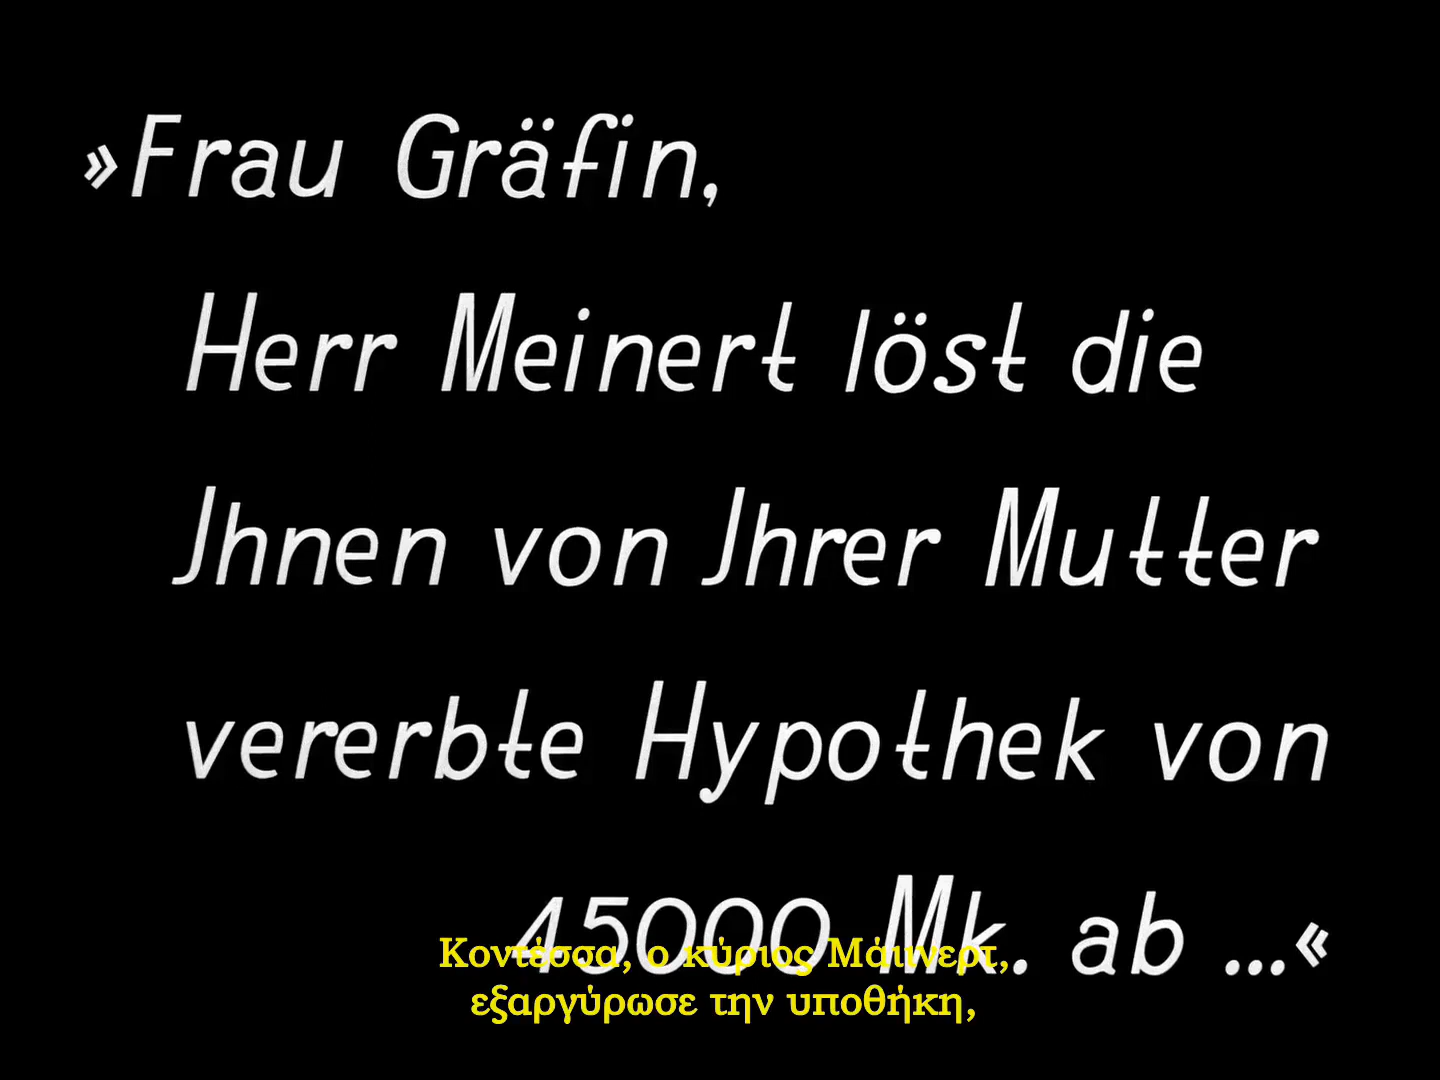 »Frau Gräfin,
Herr Meinert löst die
Jhnen von Jhrer Mutter
vererbte Hypothek von
45000 Mk. ab ...«
Κοντέσσα, ο κύριος Μάινερτ,
εξαργύρωσε την υποθήκη,